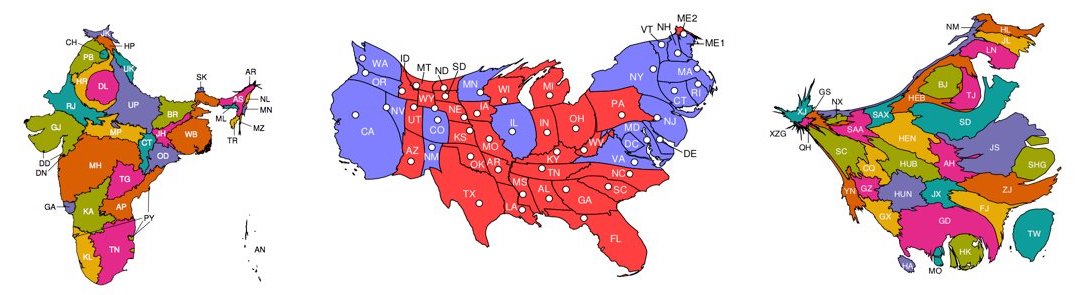 JK
CH
HP
PB
UK
HR
DL
SK
AR
RJ
UP
AS
NL
BR
ML
MN
GJ
MP
JH
WB
TR
MZ
CT
DD
DN
MH
OD
TG
GA
KA
AP
PY
KL
TN
AN
ME2
VT
NH
ME1
WA
ID
MT
ND
SD
OR
MN
WI
MI
NY
MA
RI
CT
NV
WY
NE
IA
PA
NJ
CA
UT
CO
IL
IN
OH
MD
DC
DE
KS
MO
WV
VA
AZ
NM
OK
AR
KY
TN
NC
SC
TX
MS
AL
GA
LA
FL
NM
HL
JL
LN
GS
NX
BJ
TJ
HEB
XJ
SAX
SD
SAA
XZG
QH
HEN
JS
SC
CQ
HUB
AH
SHG
YN
GZ
HUN
JX
ZJ
GX
GD
FJ
TW
HA
MO
HK